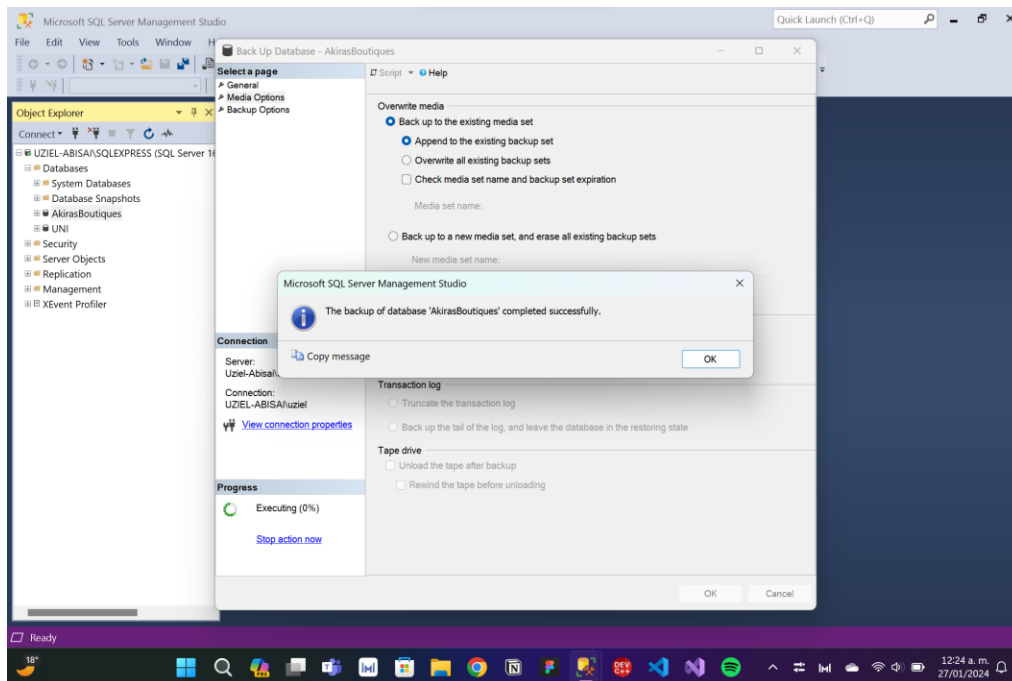 Microsoft SQL Server Management Studio
Quick Launch (Ctrl+Q)
File Edit View Tools Window H
Back Up Database - AkirasBoutiques
Select a page
General
Media Options
Backup Options
Script Help
Object Explorer
Connect
UZIEL-ABISAI\SQLEXPRESS (SQL Server 16
Databases
System Databases
Database Snapshots
AkirasBoutiques
UNI
Security
Server Objects
Replication
Management
XEvent Profiler
Overwrite media
Back up to the existing media set
Append to the existing backup set
Overwrite all existing backup sets
Check media set name and backup set expiration
Media set name:
Back up to a new media set, and erase all existing backup sets
New media set name:
Microsoft SQL Server Management Studio
The backup of database 'AkirasBoutiques' completed successfully.
Copy message
OK
Connection
Server:
Uziel-Abisai\
Connection:
UZIEL-ABISAI\uziel
View connection properties
Progress
Executing (0%)
Stop action now
Transaction log
Truncate the transaction log
Back up the tail of the log, and leave the database in the restoring state
Tape drive
Unload the tape after backup
Rewind the tape before unloading
OK Cancel
Ready
18°
DEV C++
12:24 a. m.
27/01/2024